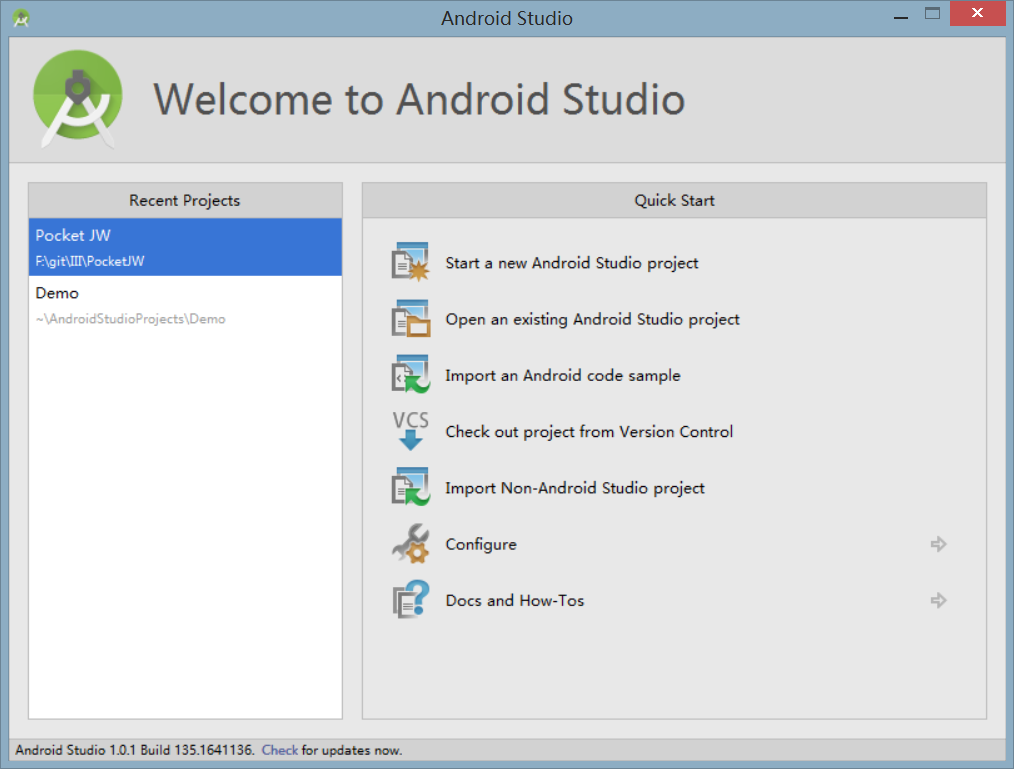 Android Studio
Welcome to Android Studio
Recent Projects
Pocket JW
F:\git\III\PocketJW
Demo
~\AndroidStudioProjects\Demo
Quick Start
Start a new Android Studio project
Open an existing Android Studio project
Import an Android code sample
VCS
Check out project from Version Control
Import Non-Android Studio project
Configure
Docs and How-Tos
Android Studio 1.0.1 Build 135.1641136. Check for updates now.